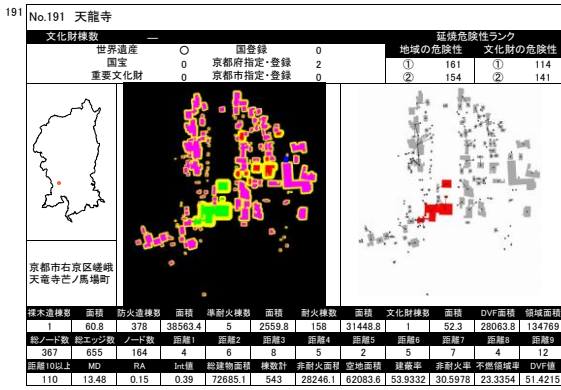 191
No.191 天龍寺
文化財棟数 ― 延焼危険性ランク
世界遺産 ○ 国登録 0 地域の危険性 文化財の危険性
国宝 0 京都府指定・登録 2 ① 161 ① 114
重要文化財 0 京都市指定・登録 0 ② 154 ② 141
京都市右京区嵯峨
天竜寺芒ノ馬場町
裸木造棟数 面積 防火造棟数 面積 準耐火棟数 面積 耐火棟数 面積 文化財棟数 面積 DVF面積 領域面積
1 60.8 378 38563.4 5 2559.8 158 31448.8 1 52.3 28063.8 134769
総ノード数 総エッジ数 ノード数 距離1 距離2 距離3 距離4 距離5 距離6 距離7 距離8 距離9
367 655 164 4 6 8 5 2 5 7 4 12
距離10以上 MD RA Int値 総建物面積 棟数計 非耐火面積 空地面積 建蔽率 非耐火率 不燃領域率 DVF値
110 13.48 0.15 0.39 72685.1 543 28246.1 62083.6 53.9332 30.5978 23.3354 51.4215